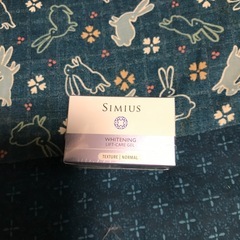 SIMIUS
WHITENING
LIFT CARE GEL
TEXTURE | NORMAL